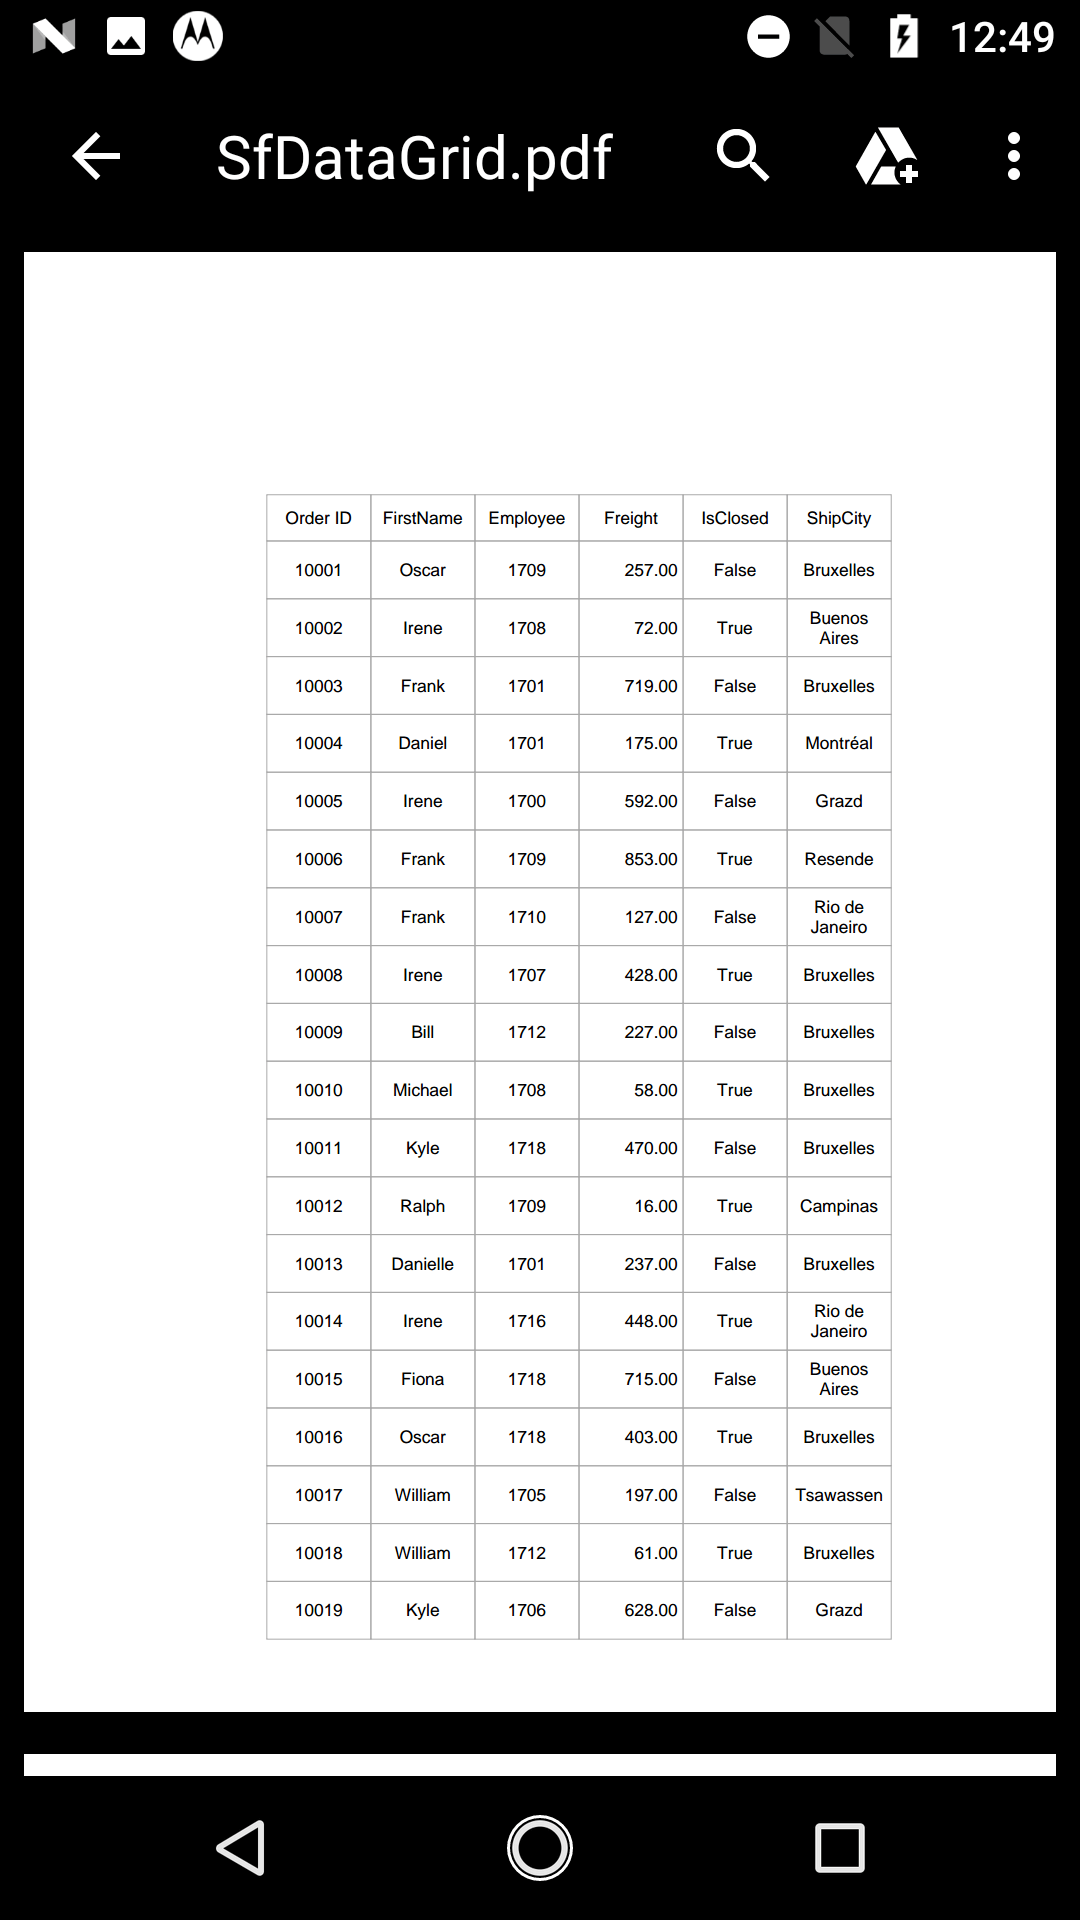 12:49
SfDataGrid.pdf
Order ID FirstName Employee Freight IsClosed ShipCity
10001 Oscar 1709 257.00 False Bruxelles
10002 Irene 1708 72.00 True Buenos
Aires
10003 Frank 1701 719.00 False Bruxelles
10004 Daniel 1701 175.00 True Montréal
10005 Irene 1700 592.00 False Grazd
10006 Frank 1709 853.00 True Resende
10007 Frank 1710 127.00 False Rio de
Janeiro
10008 Irene 1707 428.00 True Bruxelles
10009 Bill 1712 227.00 False Bruxelles
10010 Michael 1708 58.00 True Bruxelles
10011 Kyle 1718 470.00 False Bruxelles
10012 Ralph 1709 16.00 True Campinas
10013 Danielle 1701 237.00 False Bruxelles
10014 Irene 1716 448.00 True Rio de
Janeiro
10015 Fiona 1718 715.00 False Buenos
Aires
10016 Oscar 1718 403.00 True Bruxelles
10017 William 1705 197.00 False Tsawassen
10018 William 1712 61.00 True Bruxelles
10019 Kyle 1706 628.00 False Grazd